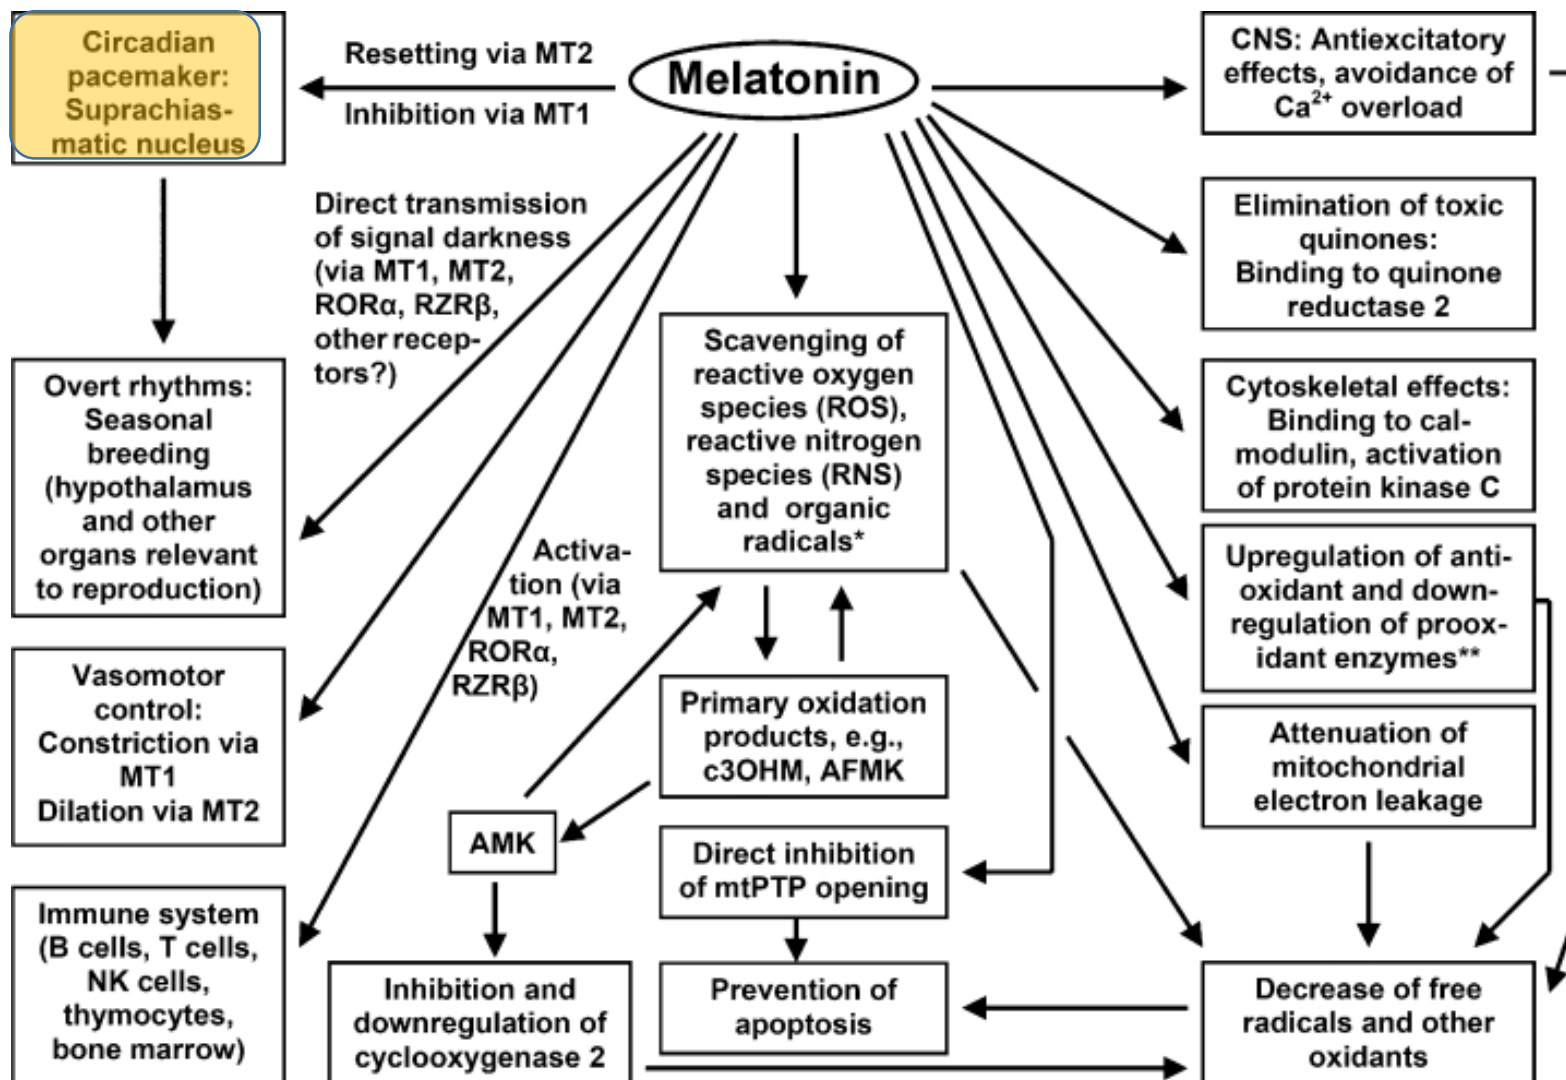 Circadian
pacemaker:
Suprachias-
matic nucleus
Resetting via MT2
Inhibition via MT1
Melatonin
CNS: Antiexcitatory
effects, avoidance of
Ca²⁺ overload
Direct transmission
of signal darkness
(via MT1, MT2,
RORα, RZRβ,
other recep-
tors?)
Elimination of toxic
quinones:
Binding to quinone
reductase 2
Overt rhythms:
Seasonal
breeding
(hypothalamus
and other
organs relevant
to reproduction)
Scavenging of
reactive oxygen
species (ROS),
reactive nitrogen
species (RNS)
and organic
radicals*
Cytoskeletal effects:
Binding to cal-
modulin, activation
of protein kinase C
Activa-
tion (via
MT1, MT2,
RORα,
RZRβ)
Upregulation of anti-
oxidant and down-
regulation of proox-
idant enzymes**
Vasomotor
control:
Constriction via
MT1
Dilation via MT2
Primary oxidation
products, e.g.,
c3OHM, AFMK
Attenuation of
mitochondrial
electron leakage
AMK
Direct inhibition
of mtPTP opening
Immune system
(B cells, T cells,
NK cells,
thymocytes,
bone marrow)
Inhibition and
downregulation of
cyclooxygenase 2
Prevention of
apoptosis
Decrease of free
radicals and other
oxidants